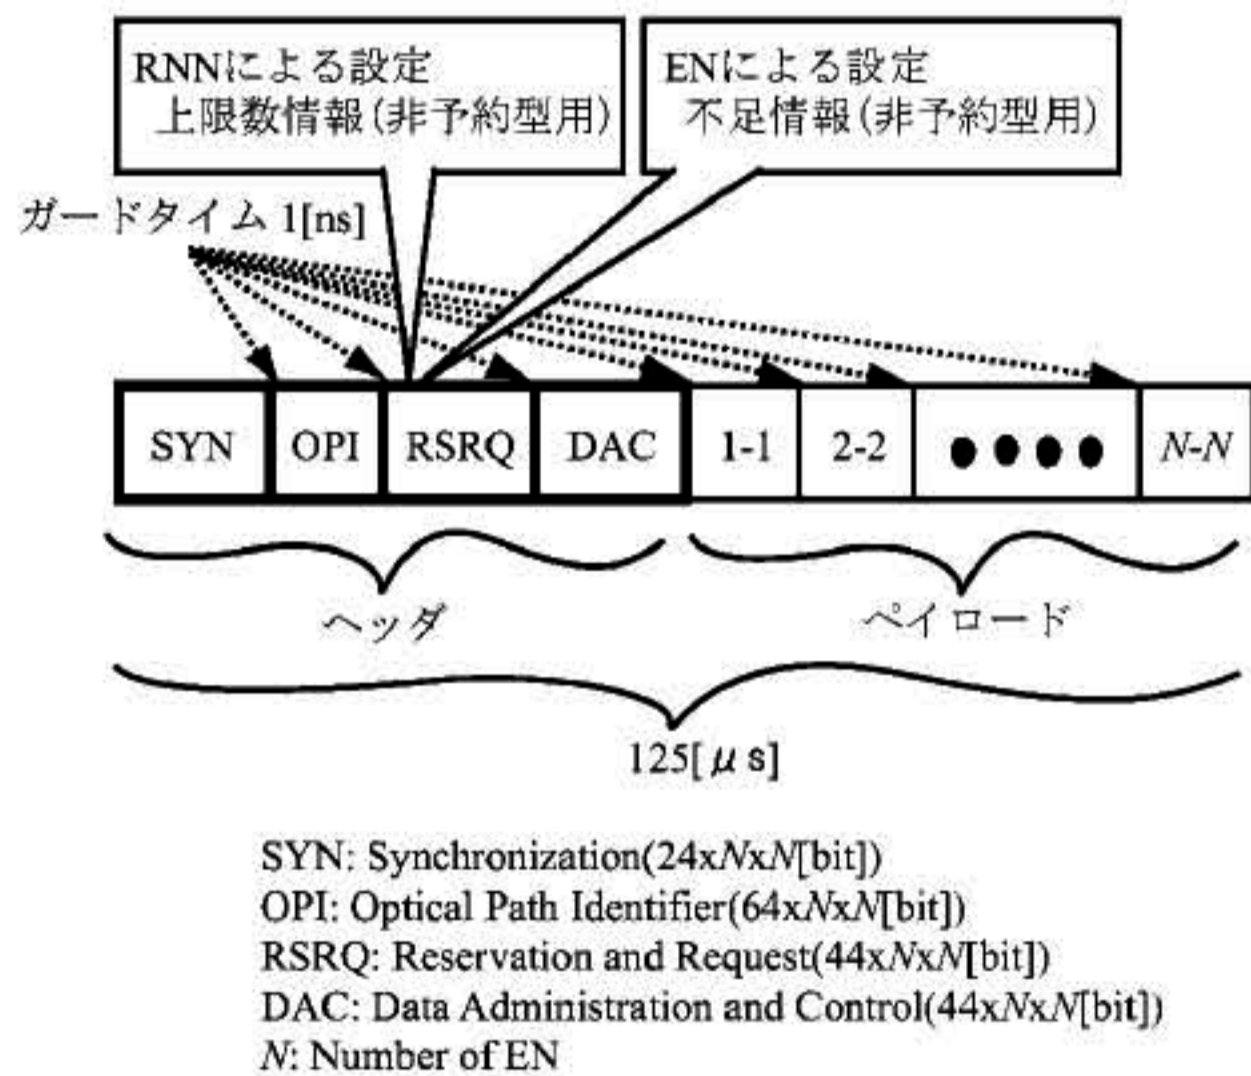 RNNによる設定
上限数情報(非予約型用)
ENによる設定
不足情報(非予約型用)
ガードタイム 1[ns]
SYN OPI RSRQ DAC 1-1 2-2 ●●●● N-N
ヘッダ ペイロード
125[μs]
SYN: Synchronization(24xNxN[bit])
OPI: Optical Path Identifier(64xNxN[bit])
RSRQ: Reservation and Request(44xNxN[bit])
DAC: Data Administration and Control(44xNxN[bit])
N: Number of EN